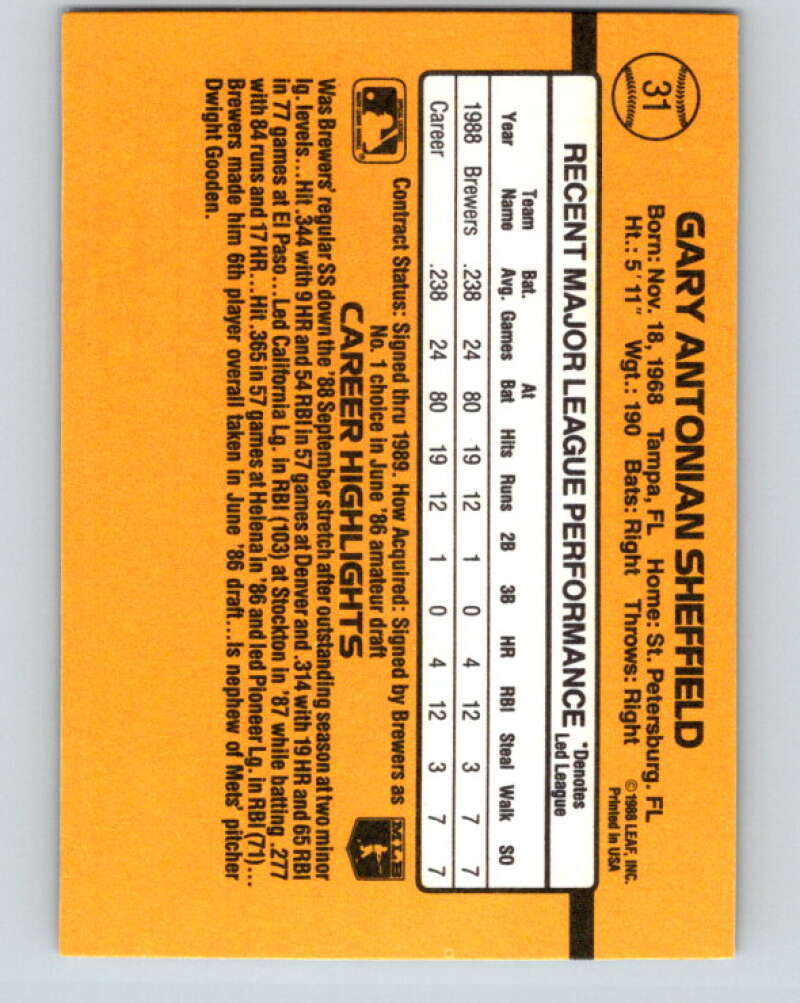 31
GARY ANTONIAN SHEFFIELD
Born: Nov. 18, 1968 Tampa, FL Home: St. Petersburg, FL
Ht.: 5'11" Wgt.: 190 Bats: Right Throws: Right
© 1988 LEAF, INC.
Printed in USA
RECENT MAJOR LEAGUE PERFORMANCE *Denotes Led League
Year Team Name Bat. Avg. Games At Bat Hits Runs 2B 3B HR RBI Steal Walk SO
1988 Brewers .238 24 80 19 12 1 0 4 12 3 7 7
Career .238 24 80 19 12 1 0 4 12 3 7 7
Contract Status: Signed thru 1989. How Acquired: Signed by Brewers as
No. 1 choice in June '86 amateur draft
CAREER HIGHLIGHTS
MLB
Was Brewers' regular SS down the '88 September stretch after outstanding season at two minor
lg. levels...Hit .344 with 9 HR and 54 RBI in 57 games at Denver and .314 with 19 HR and 65 RBI
in 77 games at El Paso...Led California Lg. in RBI (103) at Stockton in '87 while batting .277
with 84 runs and 17 HR...Hit .365 in 57 games at Helena in '86 and led Pioneer Lg. in RBI (71)...
Brewers made him 6th player overall taken in June '86 draft...Is nephew of Mets' pitcher
Dwight Gooden.